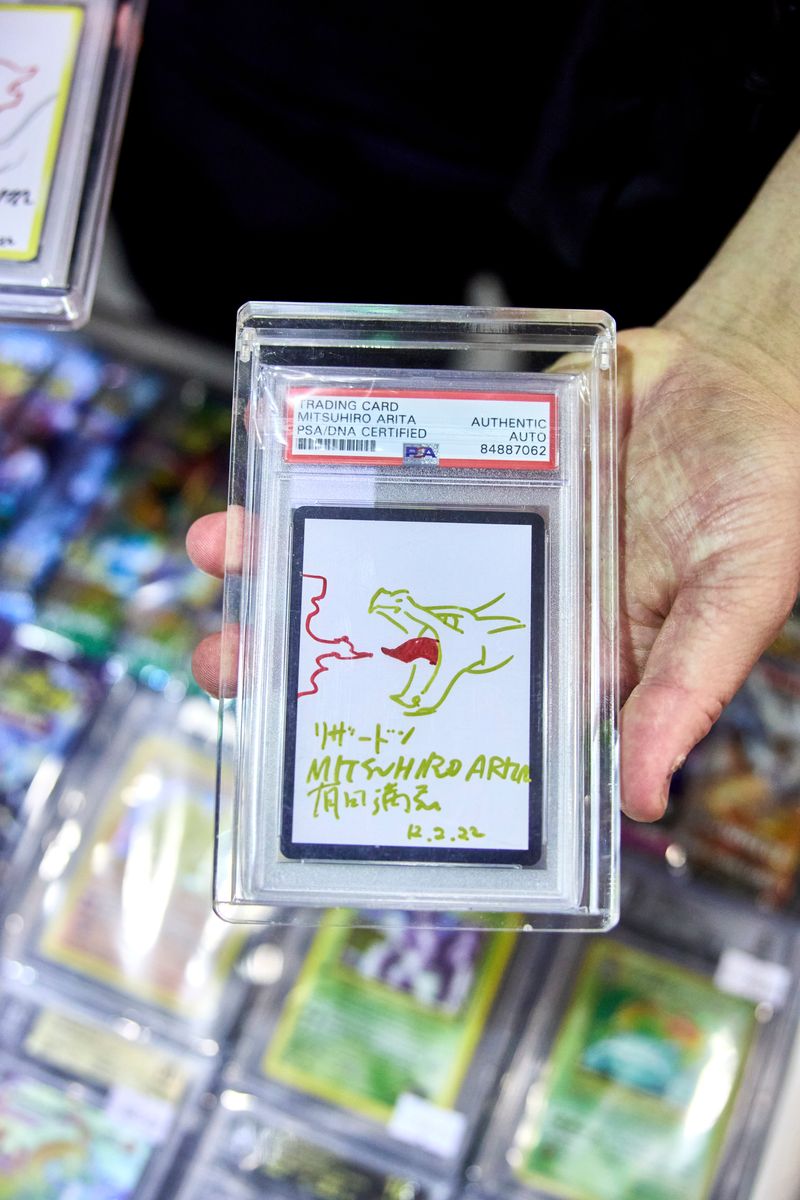 TRADING CARD
MITSUHIRO ARITA
PSA/DNA CERTIFIED
AUTHENTIC
AUTO
84887062
PSA
リザードン
MITSUHIRO ARITA
有田満弘
12.2.22